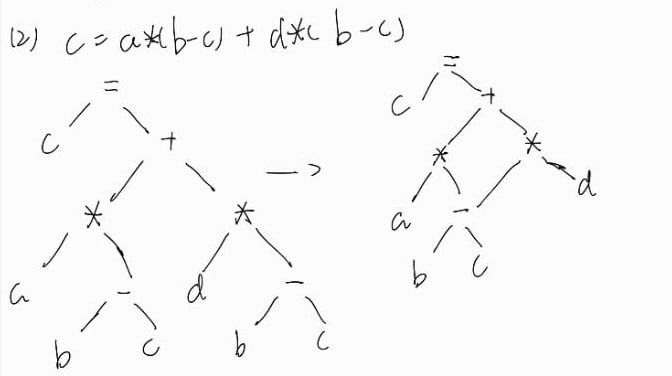 (2) c = a*(b-c) + d*( b-c)
=
c
+
*
*
a
-
d
-
b
c
b
c
→
=
c
+
*
*
a
-
d
b
c